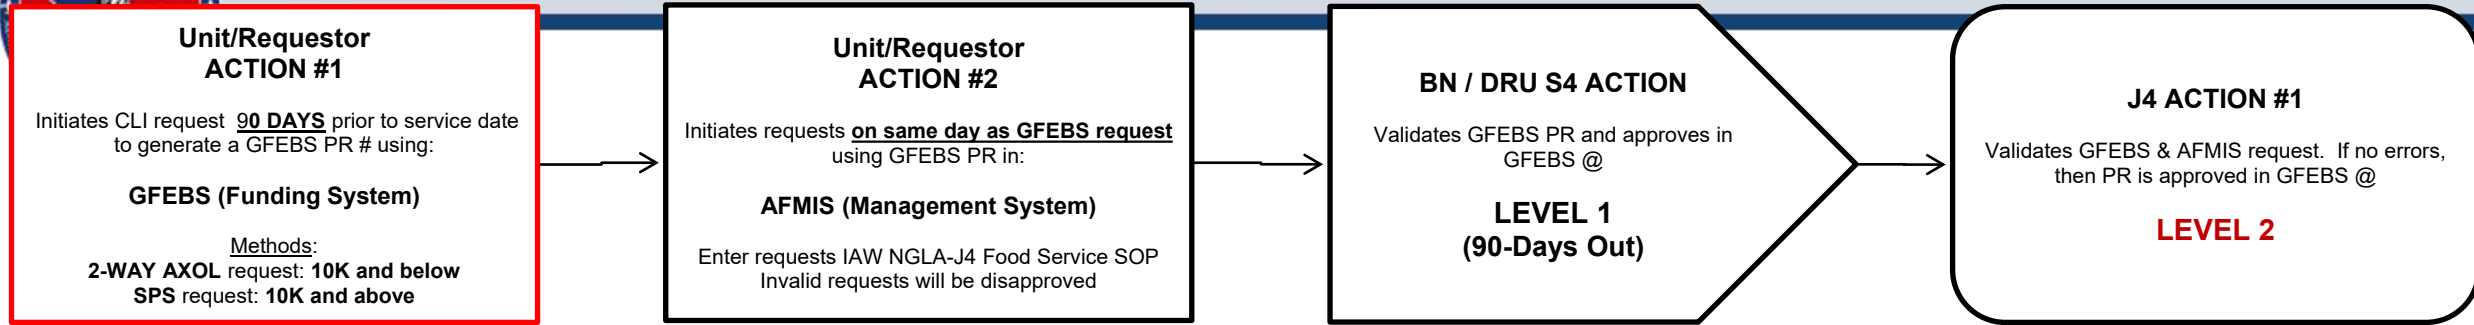 Unit/Requestor
ACTION #1
Initiates CLI request 90 DAYS prior to service date
to generate a GFEBS PR # using:
GFEBS (Funding System)
Methods:
2-WAY AXOL request: 10K and below
SPS request: 10K and above
Unit/Requestor
ACTION #2
Initiates requests on same day as GFEBS request
using GFEBS PR in:
AFMIS (Management System)
Enter requests IAW NGLA-J4 Food Service SOP
Invalid requests will be disapproved
BN / DRU S4 ACTION
Validates GFEBS PR and approves in
GFEBS @
LEVEL 1
(90-Days Out)
J4 ACTION #1
Validates GFEBS & AFMIS request. If no errors,
then PR is approved in GFEBS @
LEVEL 2